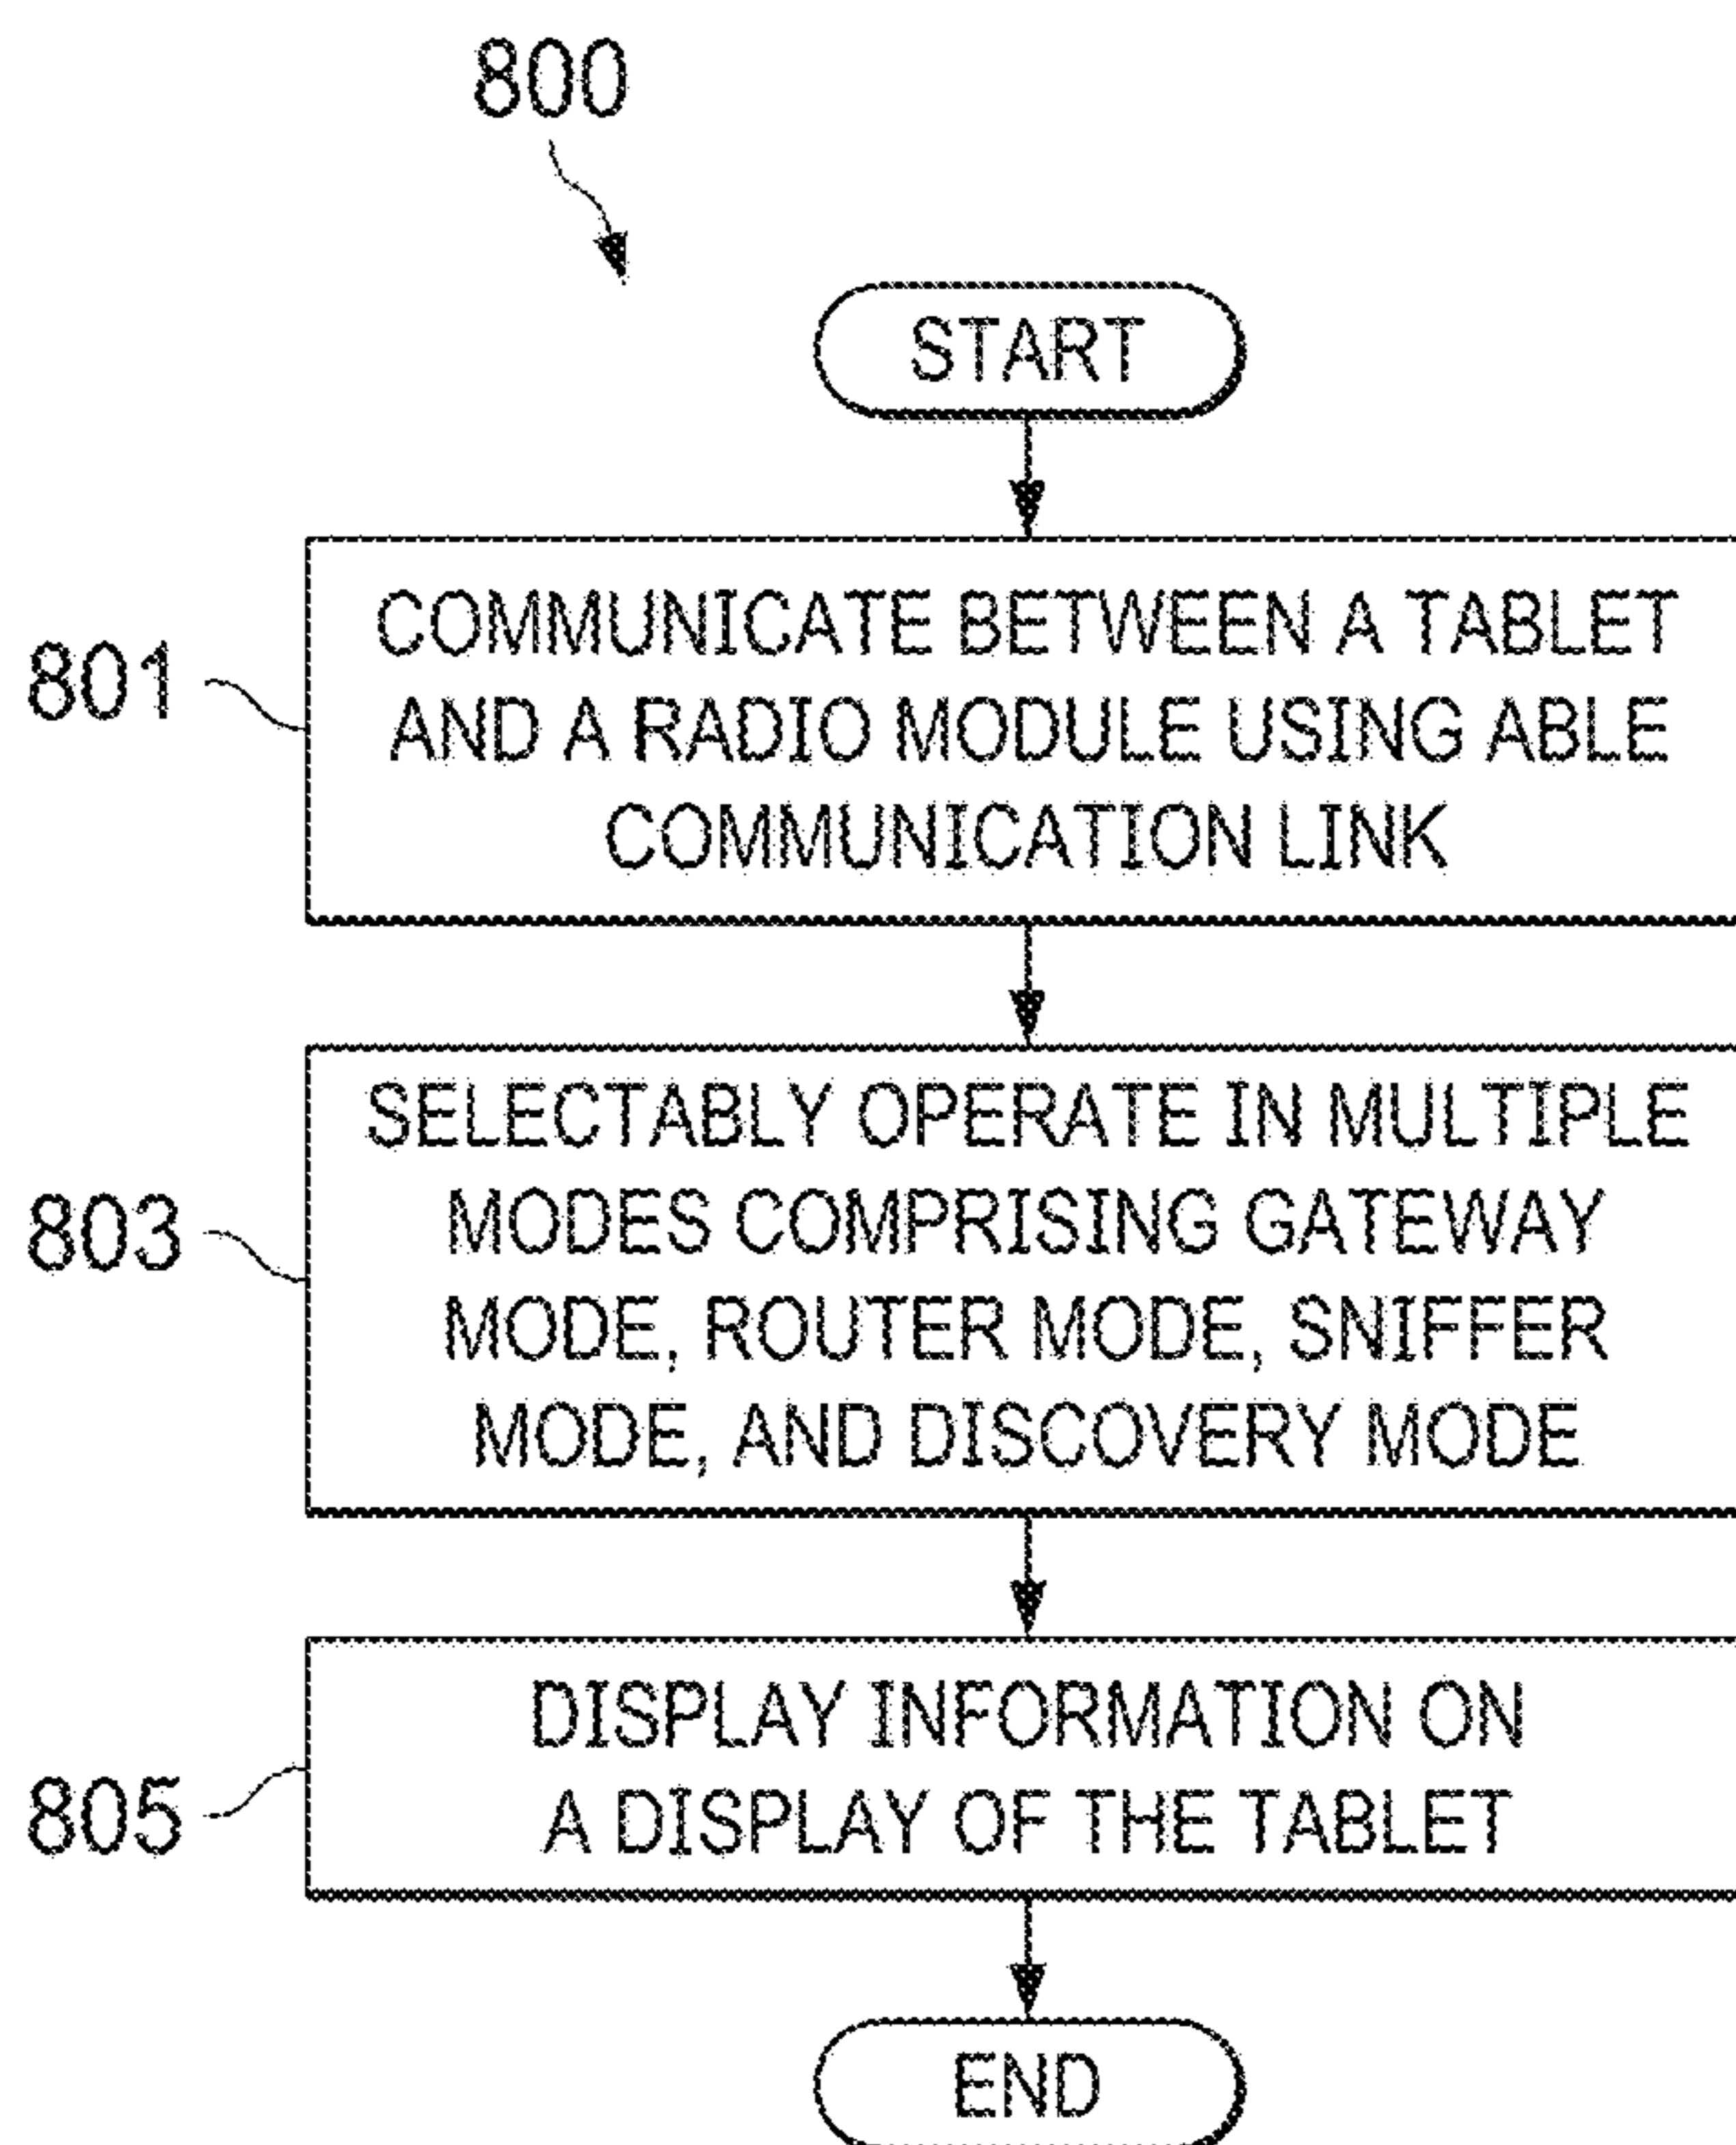 800
START
801
COMMUNICATE BETWEEN A TABLET
AND A RADIO MODULE USING ABLE
COMMUNICATION LINK
803
SELECTABLY OPERATE IN MULTIPLE
MODES COMPRISING GATEWAY
MODE, ROUTER MODE, SNIFFER
MODE, AND DISCOVERY MODE
805
DISPLAY INFORMATION ON
A DISPLAY OF THE TABLET
END